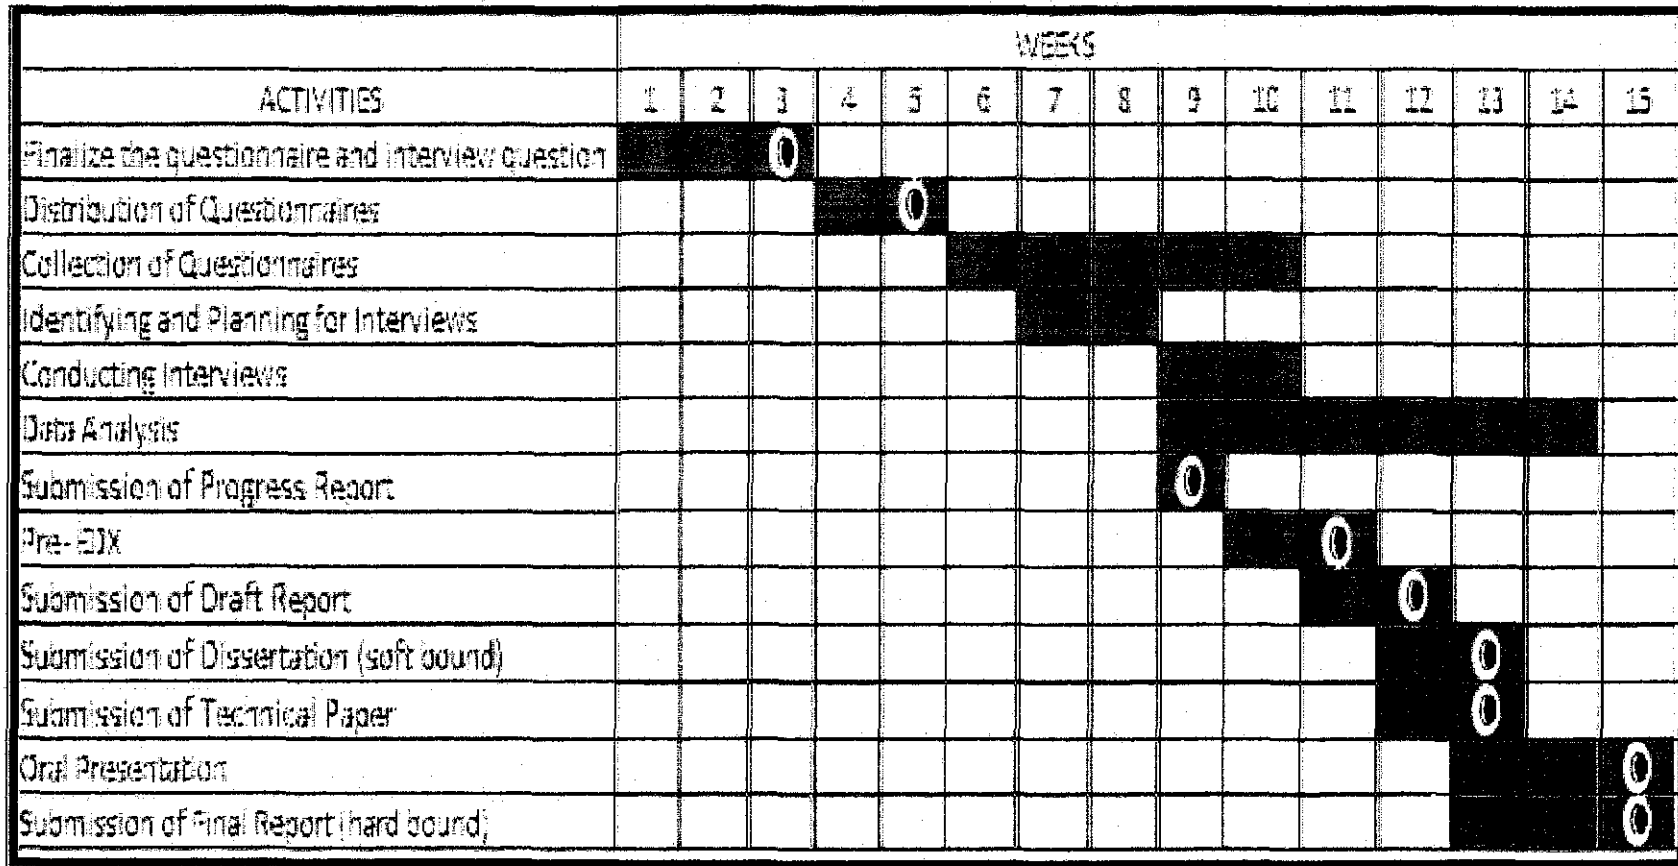 WEEKS
ACTIVITIES 1 2 3 4 5 6 7 8 9 10 11 12 13 14 15
Finalize the questionnaire and interview question
Distribution of Questionnaires
Collection of Questionnaires
Identifying and Planning for Interviews
Conducting Interviews
Data Analysis
Submission of Progress Report
Pre-EDX
Submission of Draft Report
Submission of Dissertation (soft bound)
Submission of Technical Paper
Oral Presentation
Submission of Final Report (hard bound)